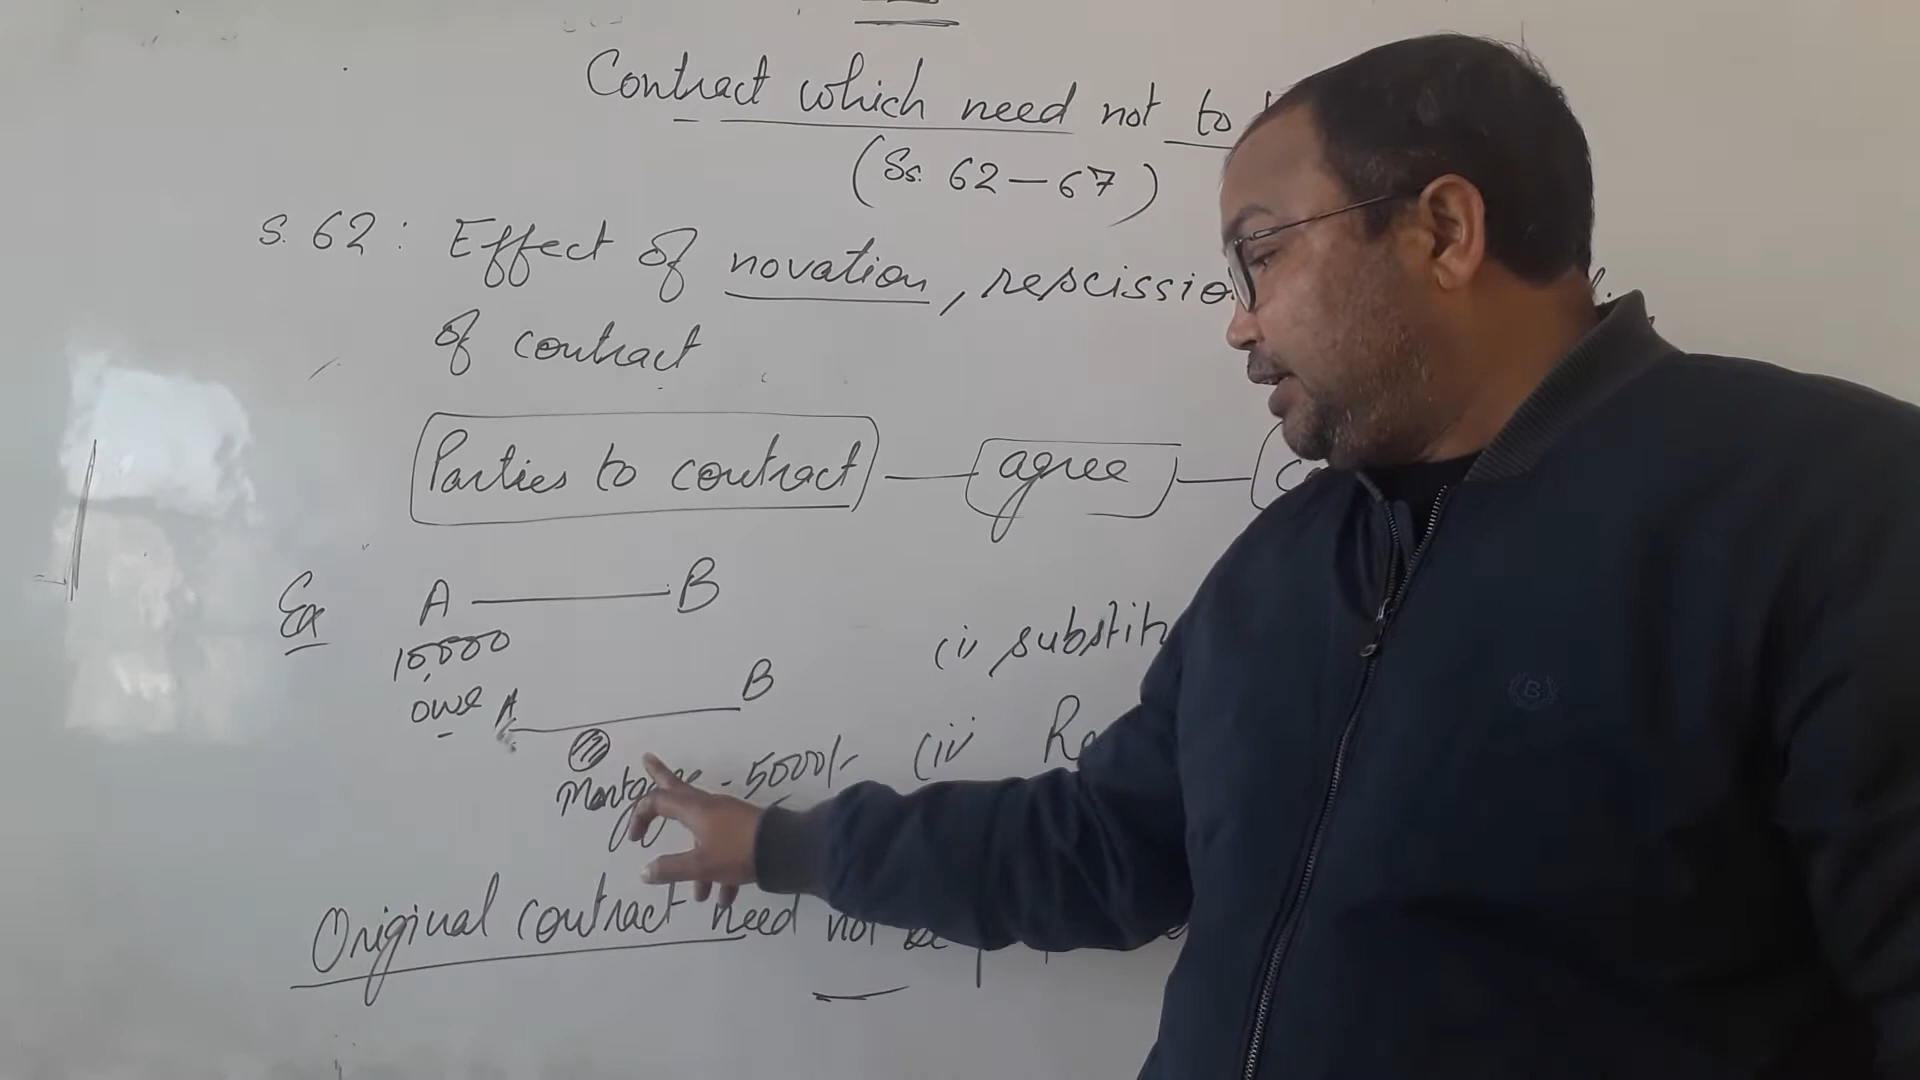 Contract which need not to
(Ss. 62 – 67)
S. 62 : Effect of novation, rescission
of contract
Parties to contract — agree —
Ex A — B
10,000
owe A — B
(i) substit
(ii)
Mortgage - 5000/-
Original contract need not be
B